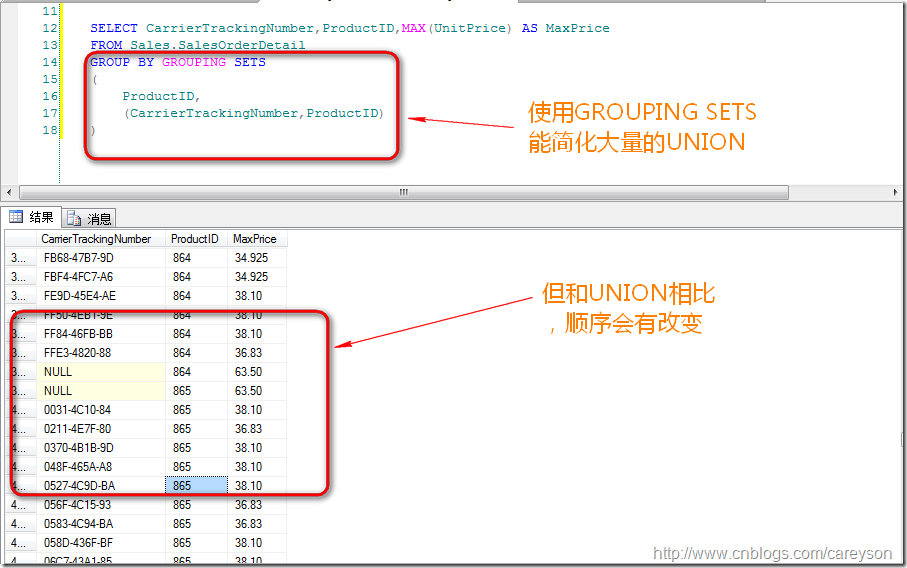 11
12 SELECT CarrierTrackingNumber,ProductID,MAX(UnitPrice) AS MaxPrice
13 FROM Sales.SalesOrderDetail
14 GROUP BY GROUPING SETS
15 (
16 ProductID,
17 (CarrierTrackingNumber,ProductID)
18 )
使用GROUPING SETS
能简化大量的UNION
结果 消息
CarrierTrackingNumber ProductID MaxPrice
3... FB68-47B7-9D 864 34.925
3... FBF4-4FC7-A6 864 34.925
3... FE9D-45E4-AE 864 38.10
3... FF50-4EB1-9E 864 38.10
3... FF84-46FB-BB 864 38.10
3... FFE3-4820-88 864 36.83
3... NULL 864 63.50
3... NULL 865 63.50
4... 0031-4C10-84 865 38.10
4... 0211-4E7F-80 865 36.83
4... 0370-4B1B-9D 865 38.10
4... 048F-465A-A8 865 38.10
4... 0527-4C9D-BA 865 38.10
4... 056F-4C15-93 865 36.83
4... 0583-4C94-BA 865 36.83
4... 058D-436F-BF 865 38.10
4... 06C7-43A1-85 865 38.10
但和UNION相比
，顺序会有改变
http://www.cnblogs.com/careyson